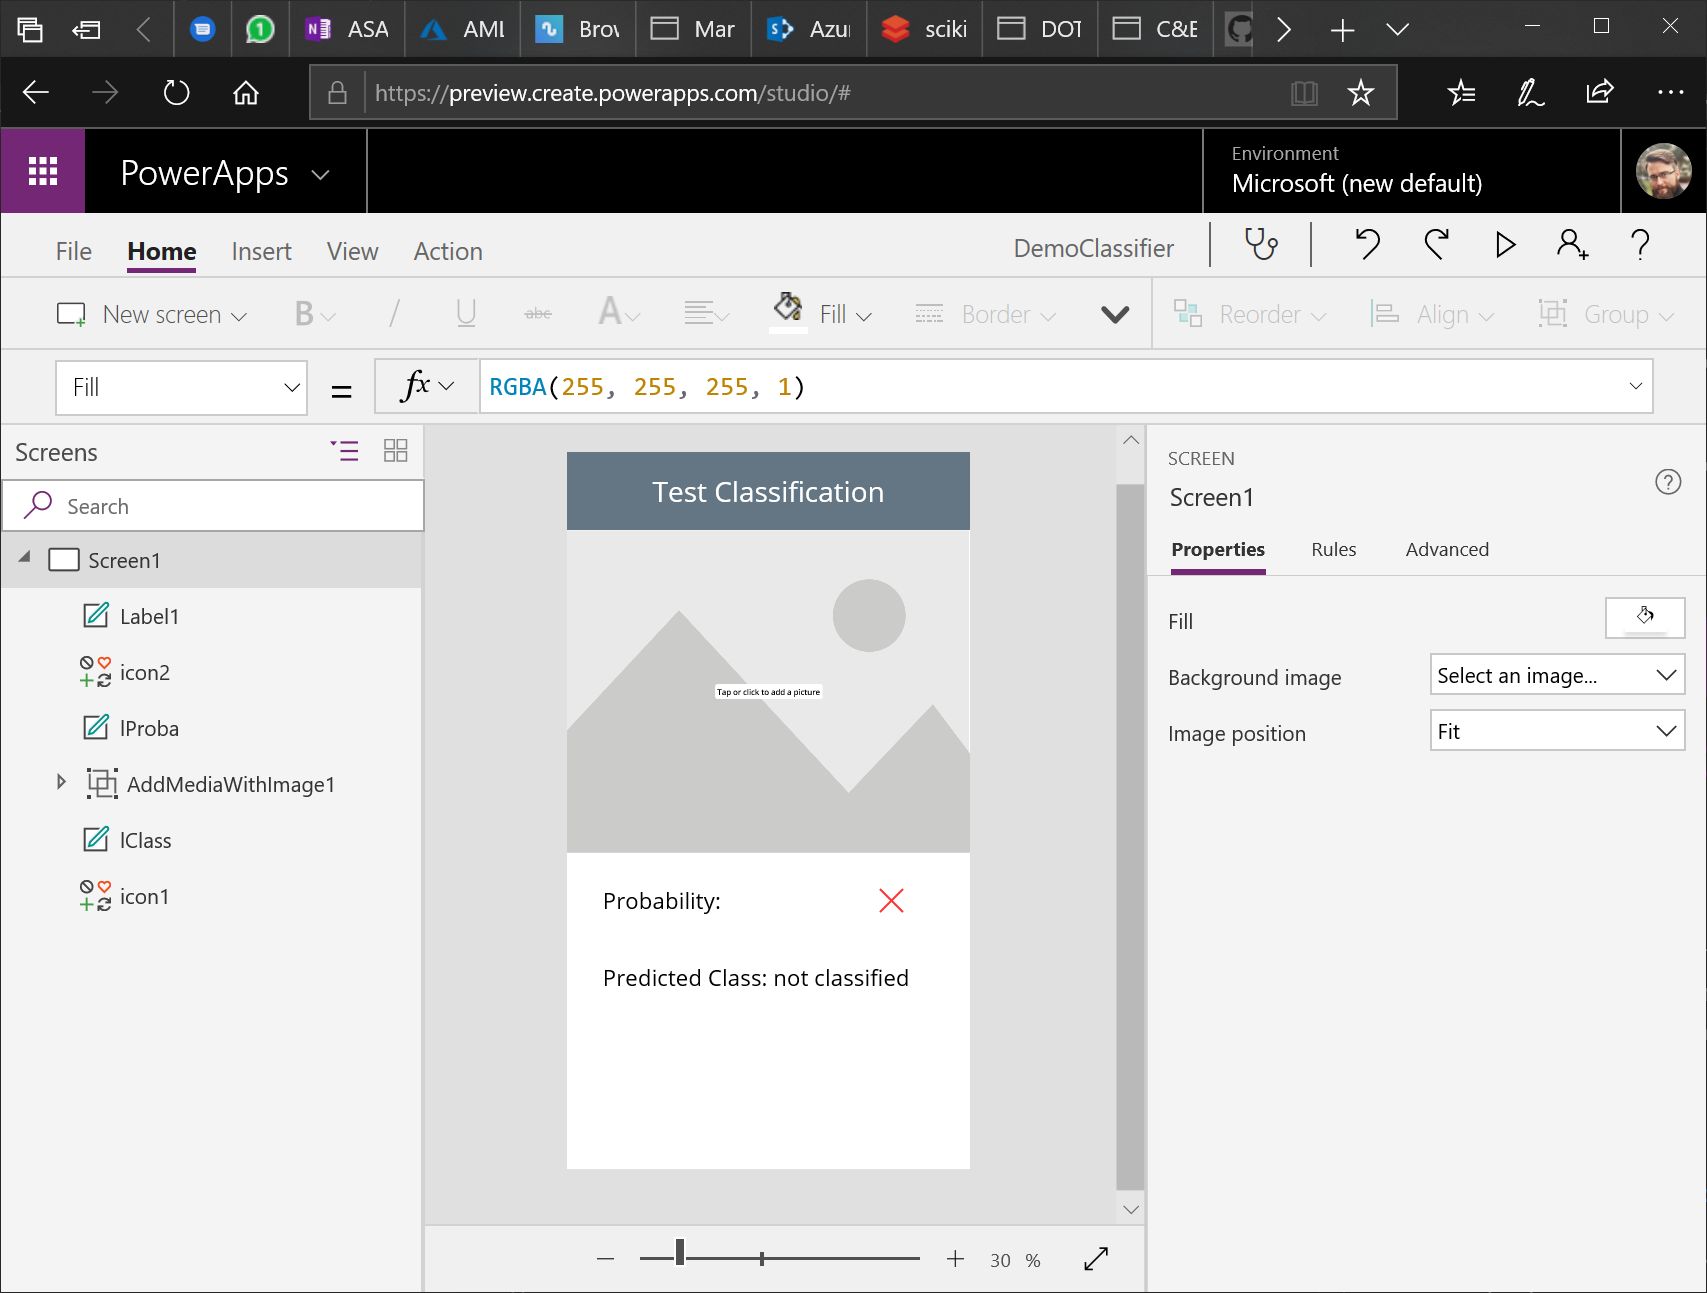 1 ASA AML Brov Mar Azu sciki DOT C&E
https://preview.create.powerapps.com/studio/#
PowerApps
Environment
Microsoft (new default)
File Home Insert View Action DemoClassifier
New screen B / U abc A Fill Border Reorder Align Group
Fill = fx RGBA(255, 255, 255, 1)
Screens
Search
Screen1
Label1
icon2
lProba
AddMediaWithImage1
lClass
icon1
Test Classification
Tap or click to add a picture
Probability:
Predicted Class: not classified
30 %
SCREEN
Screen1
Properties Rules Advanced
Fill
Background image Select an image...
Image position Fit